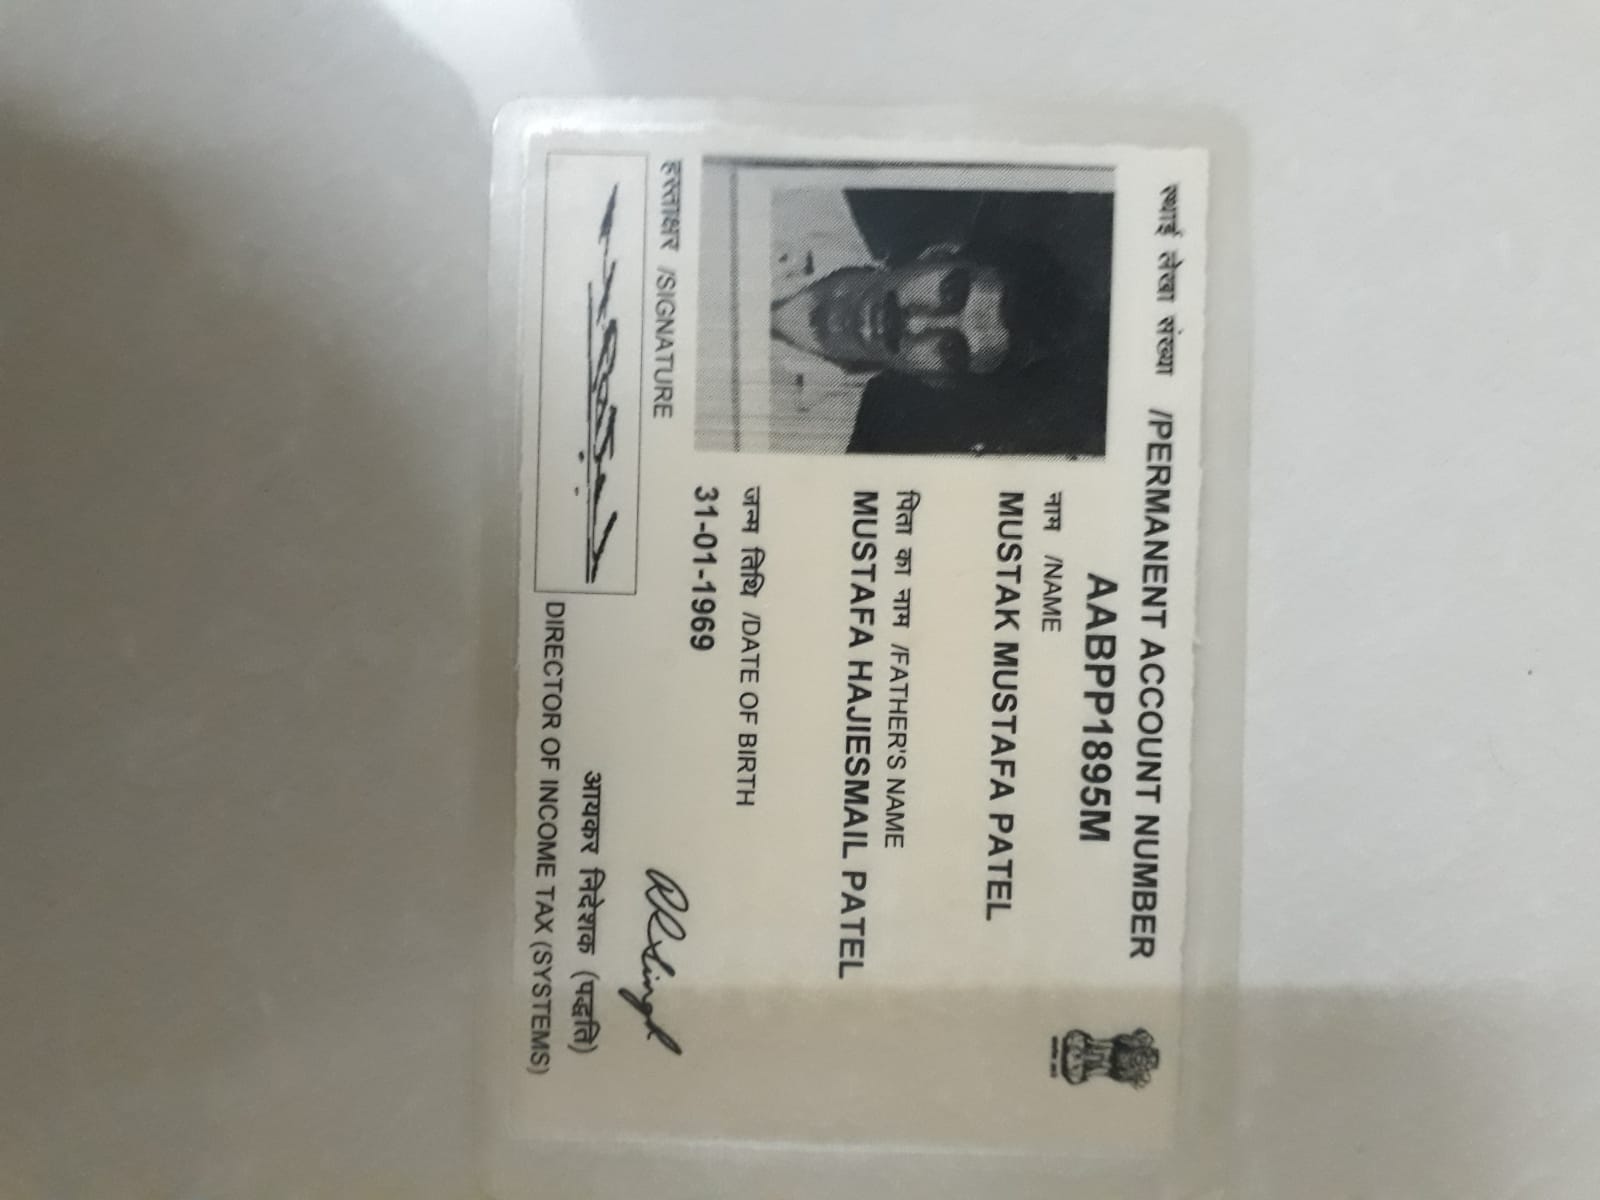 स्थाई लेखा संख्या /PERMANENT ACCOUNT NUMBER
AABPP1895M
नाम /NAME
MUSTAK MUSTAFA PATEL
पिता का नाम /FATHER'S NAME
MUSTAFA HAJIESMAIL PATEL
जन्म तिथि /DATE OF BIRTH
31-01-1969
हस्ताक्षर /SIGNATURE
आयकर निदेशक (पद्धति)
DIRECTOR OF INCOME TAX (SYSTEMS)